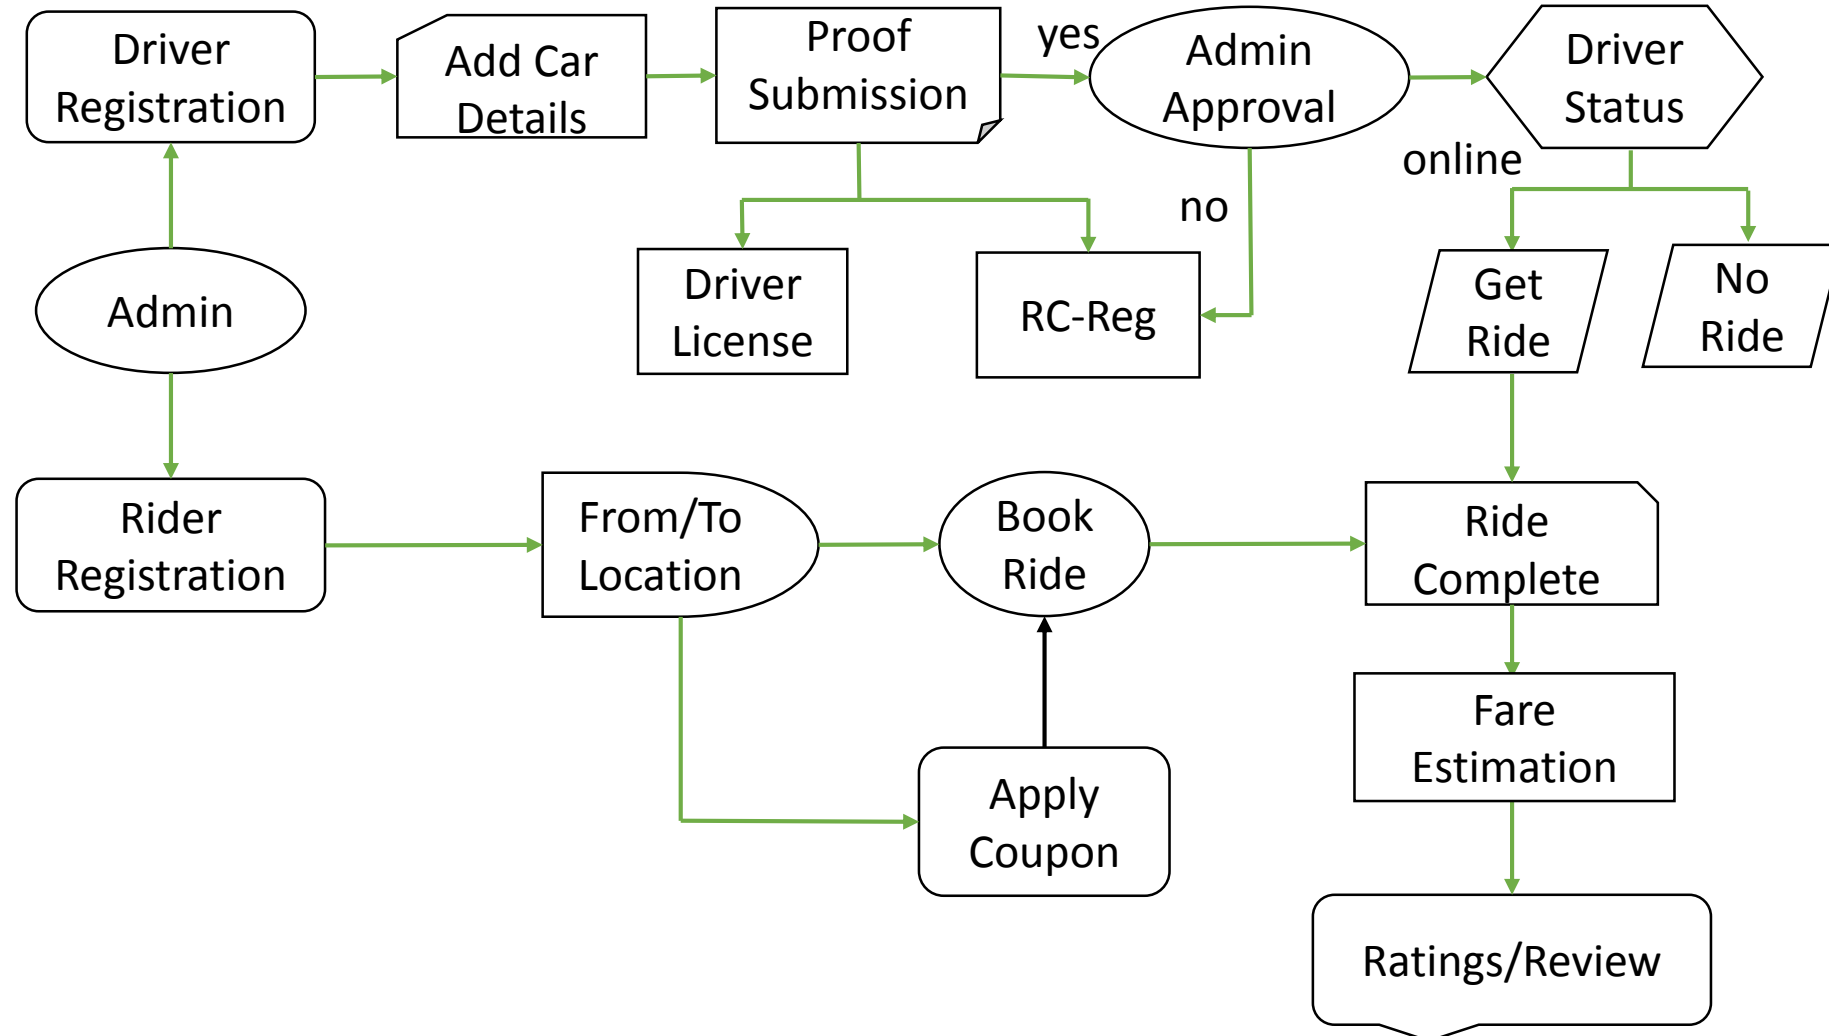 Driver
Registration
Add Car
Details
Proof
Submission
yes
Admin
Approval
Driver
Status
online
no
Driver
License
RC-Reg
Get
Ride
No
Ride
Admin
Rider
Registration
From/To
Location
Book
Ride
Ride
Complete
Fare
Estimation
Apply
Coupon
Ratings/Review